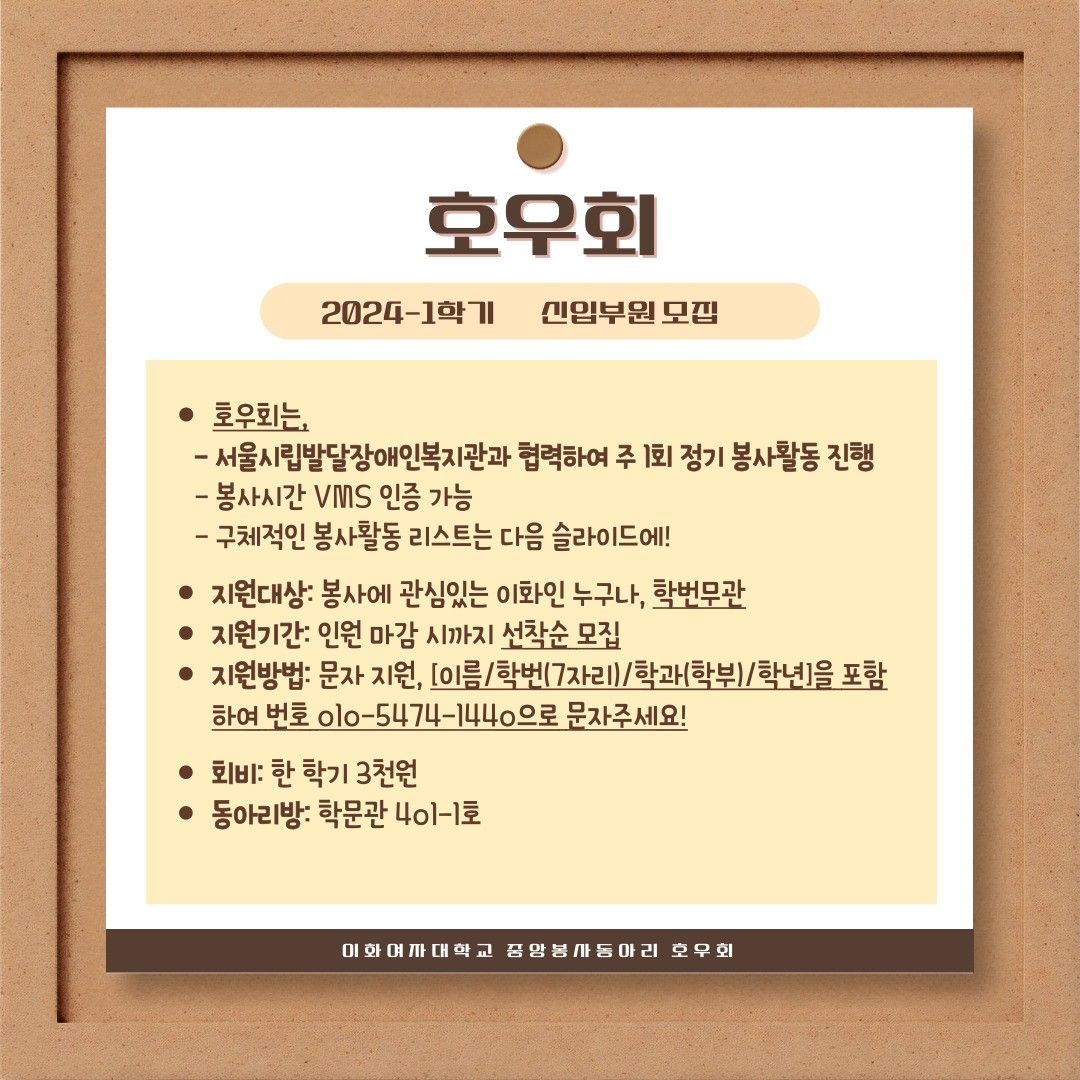 호우회
2024-1학기 신입부원 모집
● 호우회는,
- 서울시립발달장애인복지관과 협력하여 주 1회 정기 봉사활동 진행
- 봉사시간 VMS 인증 가능
- 구체적인 봉사활동 리스트는 다음 슬라이드에!
● 지원대상: 봉사에 관심있는 이화인 누구나, 학번무관
● 지원기간: 인원 마감 시까지 선착순 모집
● 지원방법: 문자 지원, [이름/학번(7자리)/학과(학부)/학년]을 포함
하여 번호 010-5474-1440으로 문자주세요!
● 회비: 한 학기 3천원
● 동아리방: 학문관 401-1호
이화여자대학교 중앙봉사동아리 호우회